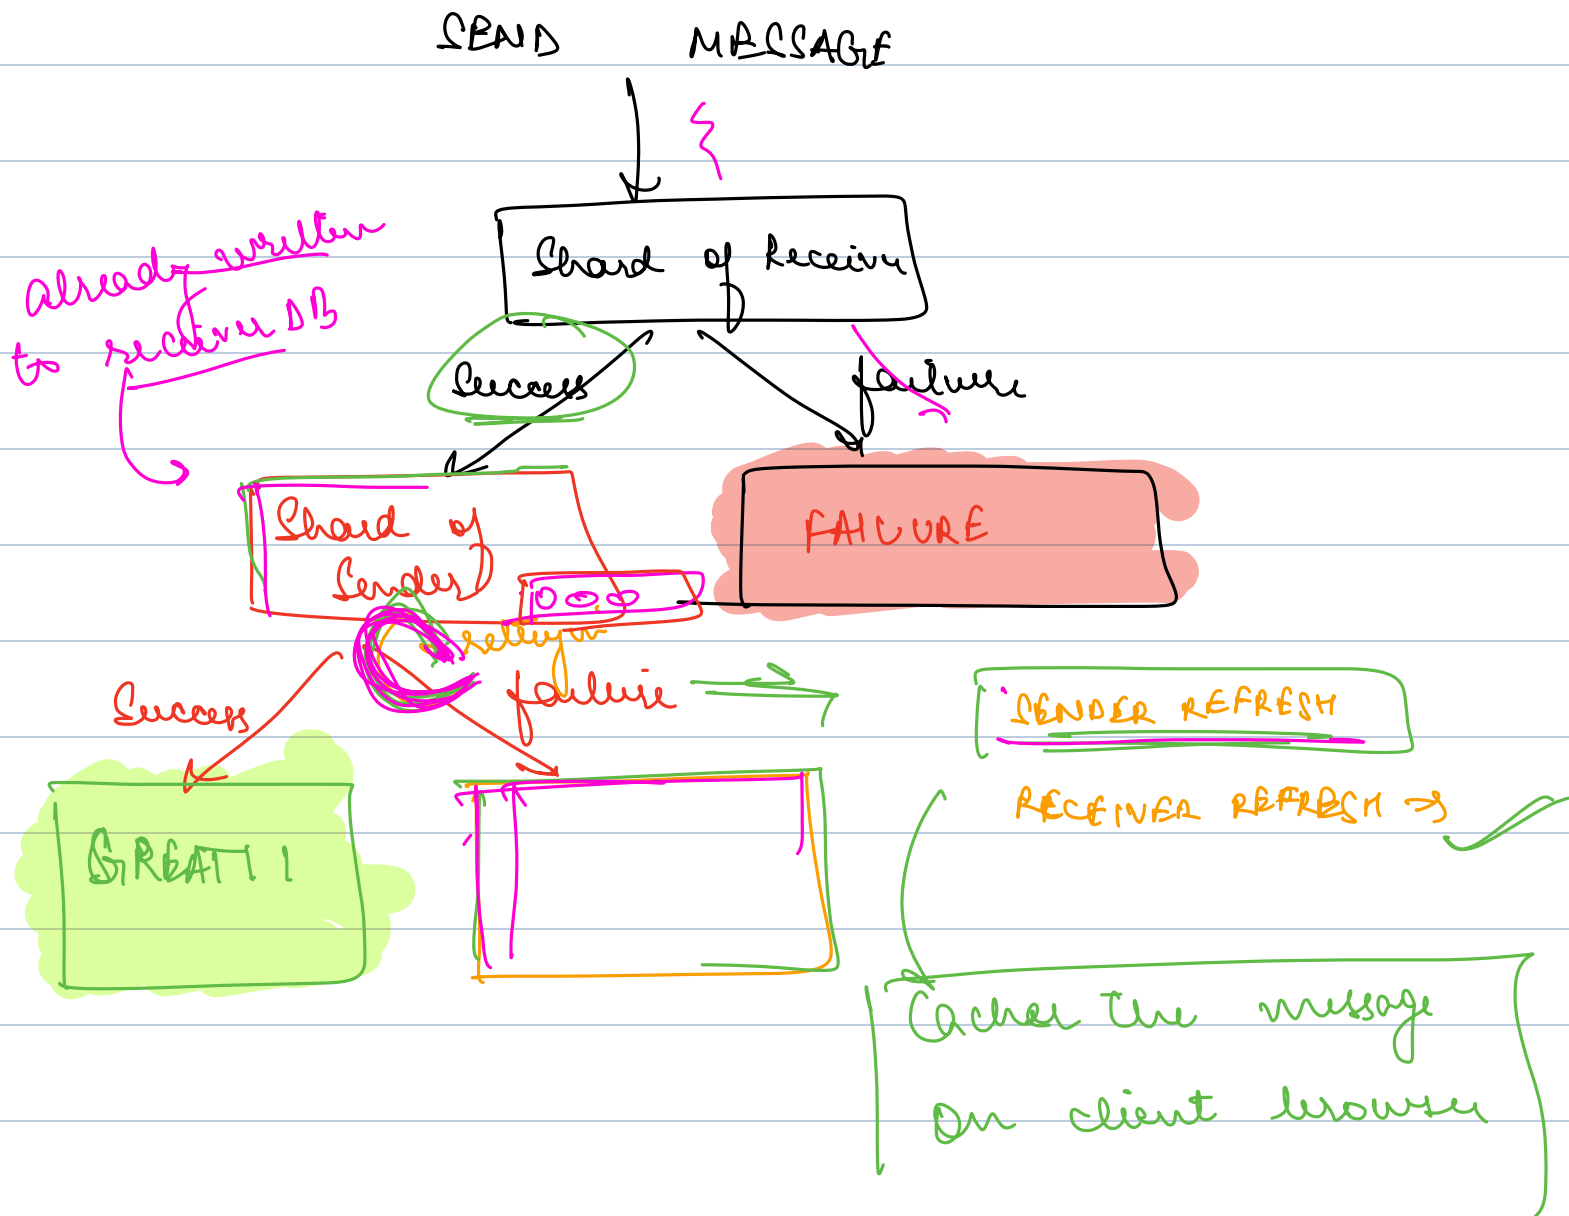 SEND MESSAGE
Shard of Receiver
already written
to receiver DB
Success
failure
Shard of
Sender
FAILURE
retry
Success
failure
SENDER REFRESH
RECEIVER REFRESH →
GREAT!!
Caches the message
on client browser